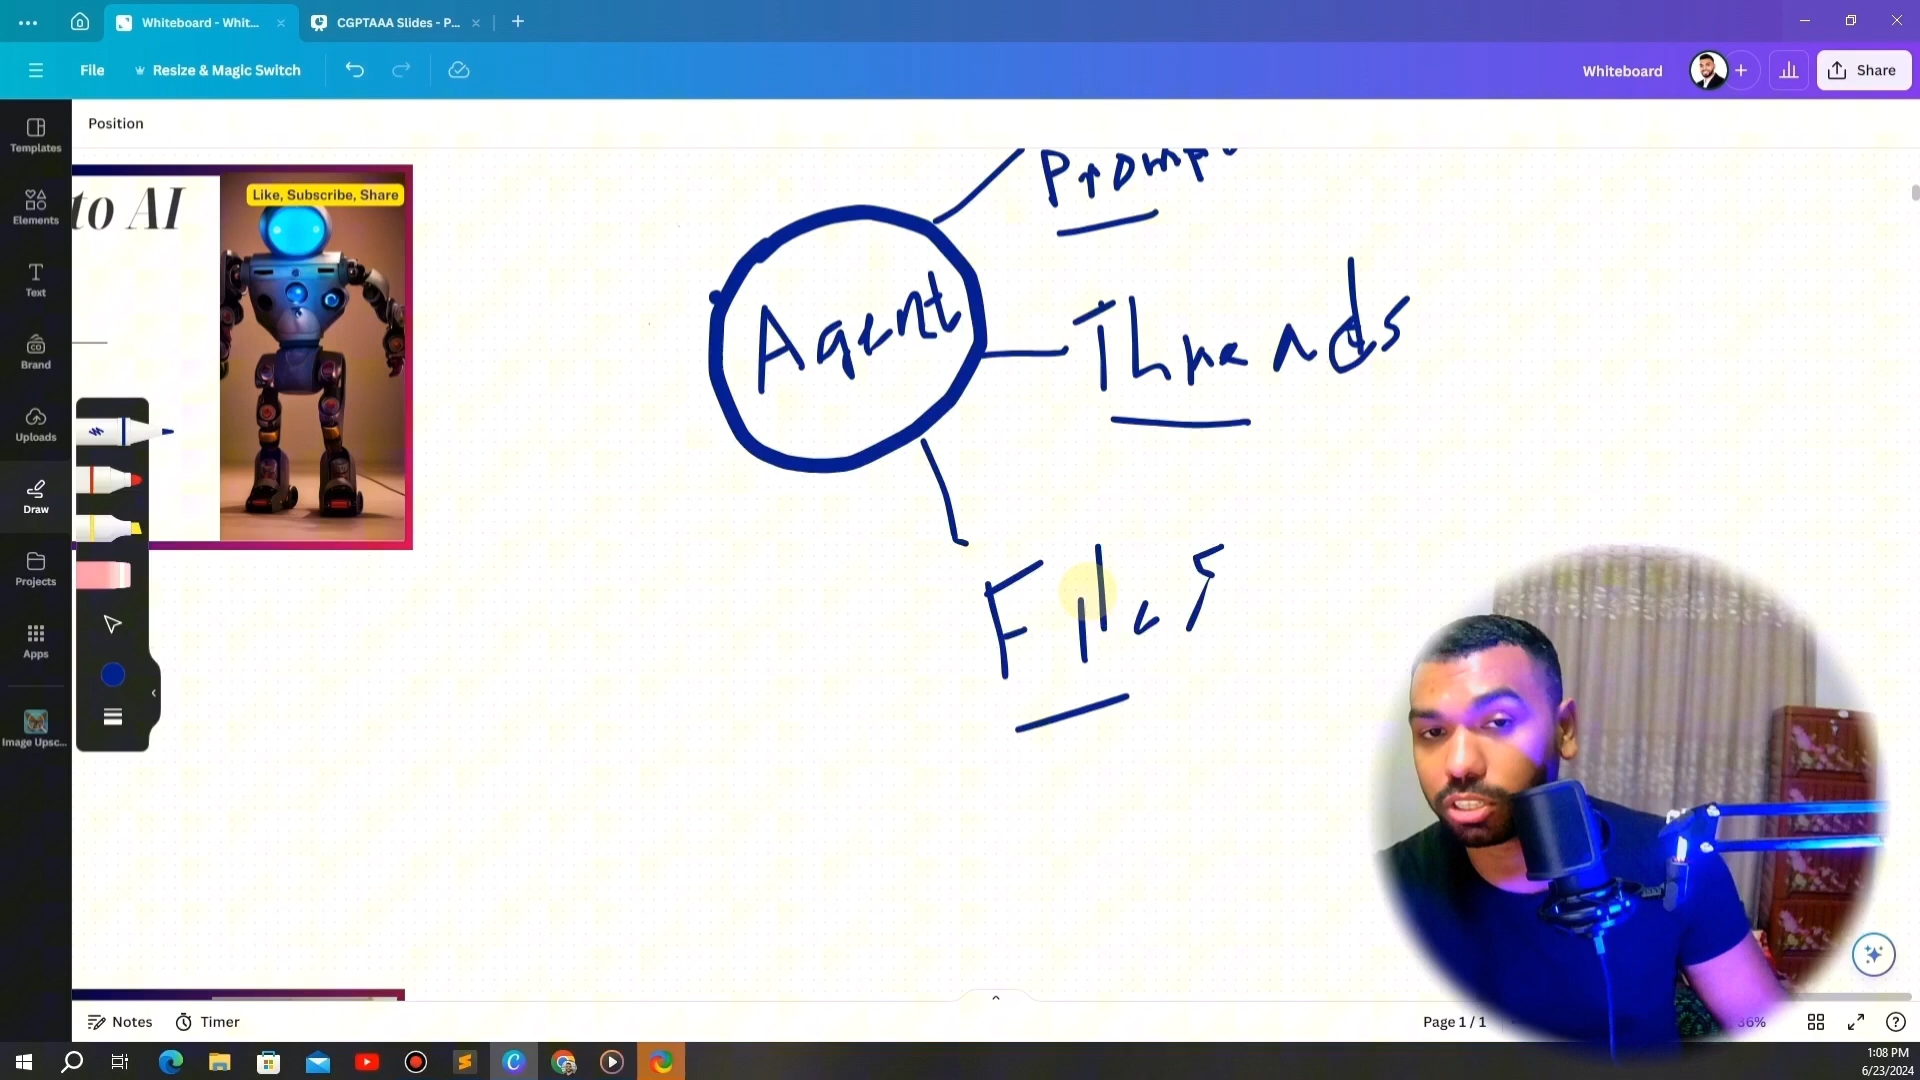 Whiteboard - Whit...
CGPTAAA Slides - P...
File
Resize & Magic Switch
Whiteboard
Share
Position
Templates
Elements
Text
Brand
Uploads
Draw
Projects
Apps
Image Upsc...
to AI
Like, Subscribe, Share
Promp
Agent
Threads
Files
Notes
Timer
Page 1 / 1
36%
1:08 PM
6/23/2024